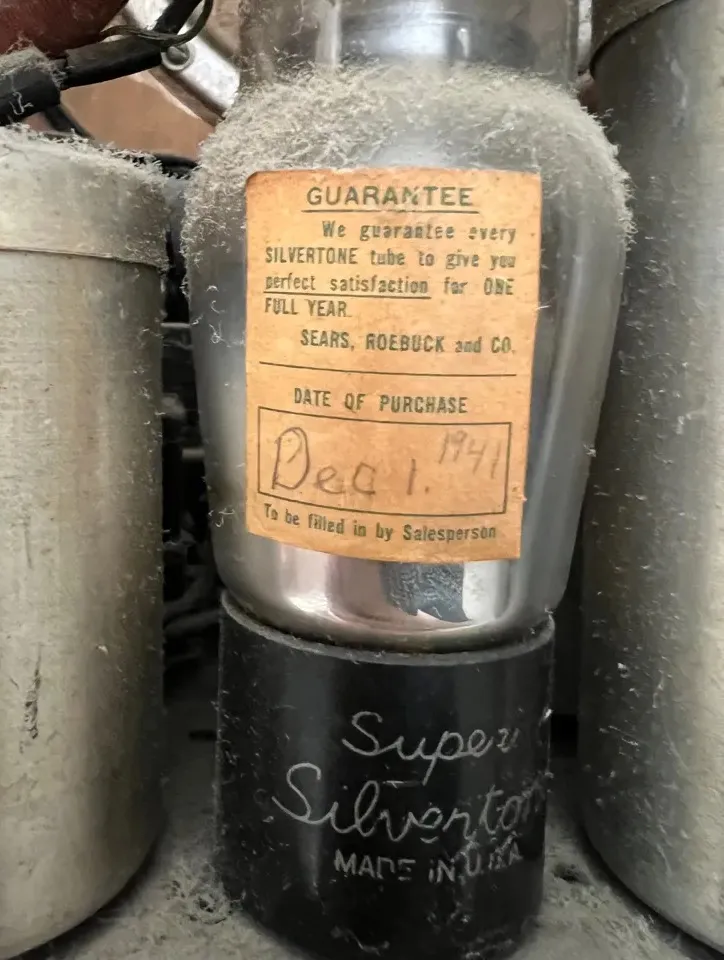 GUARANTEE
We guarantee every
SILVERTONE tube to give you
perfect satisfaction for ONE
FULL YEAR.
SEARS, ROEBUCK and CO.
DATE OF PURCHASE
Dec 1. 1941
To be filled in by Salesperson
Super
Silverton
MADE IN U.S.A